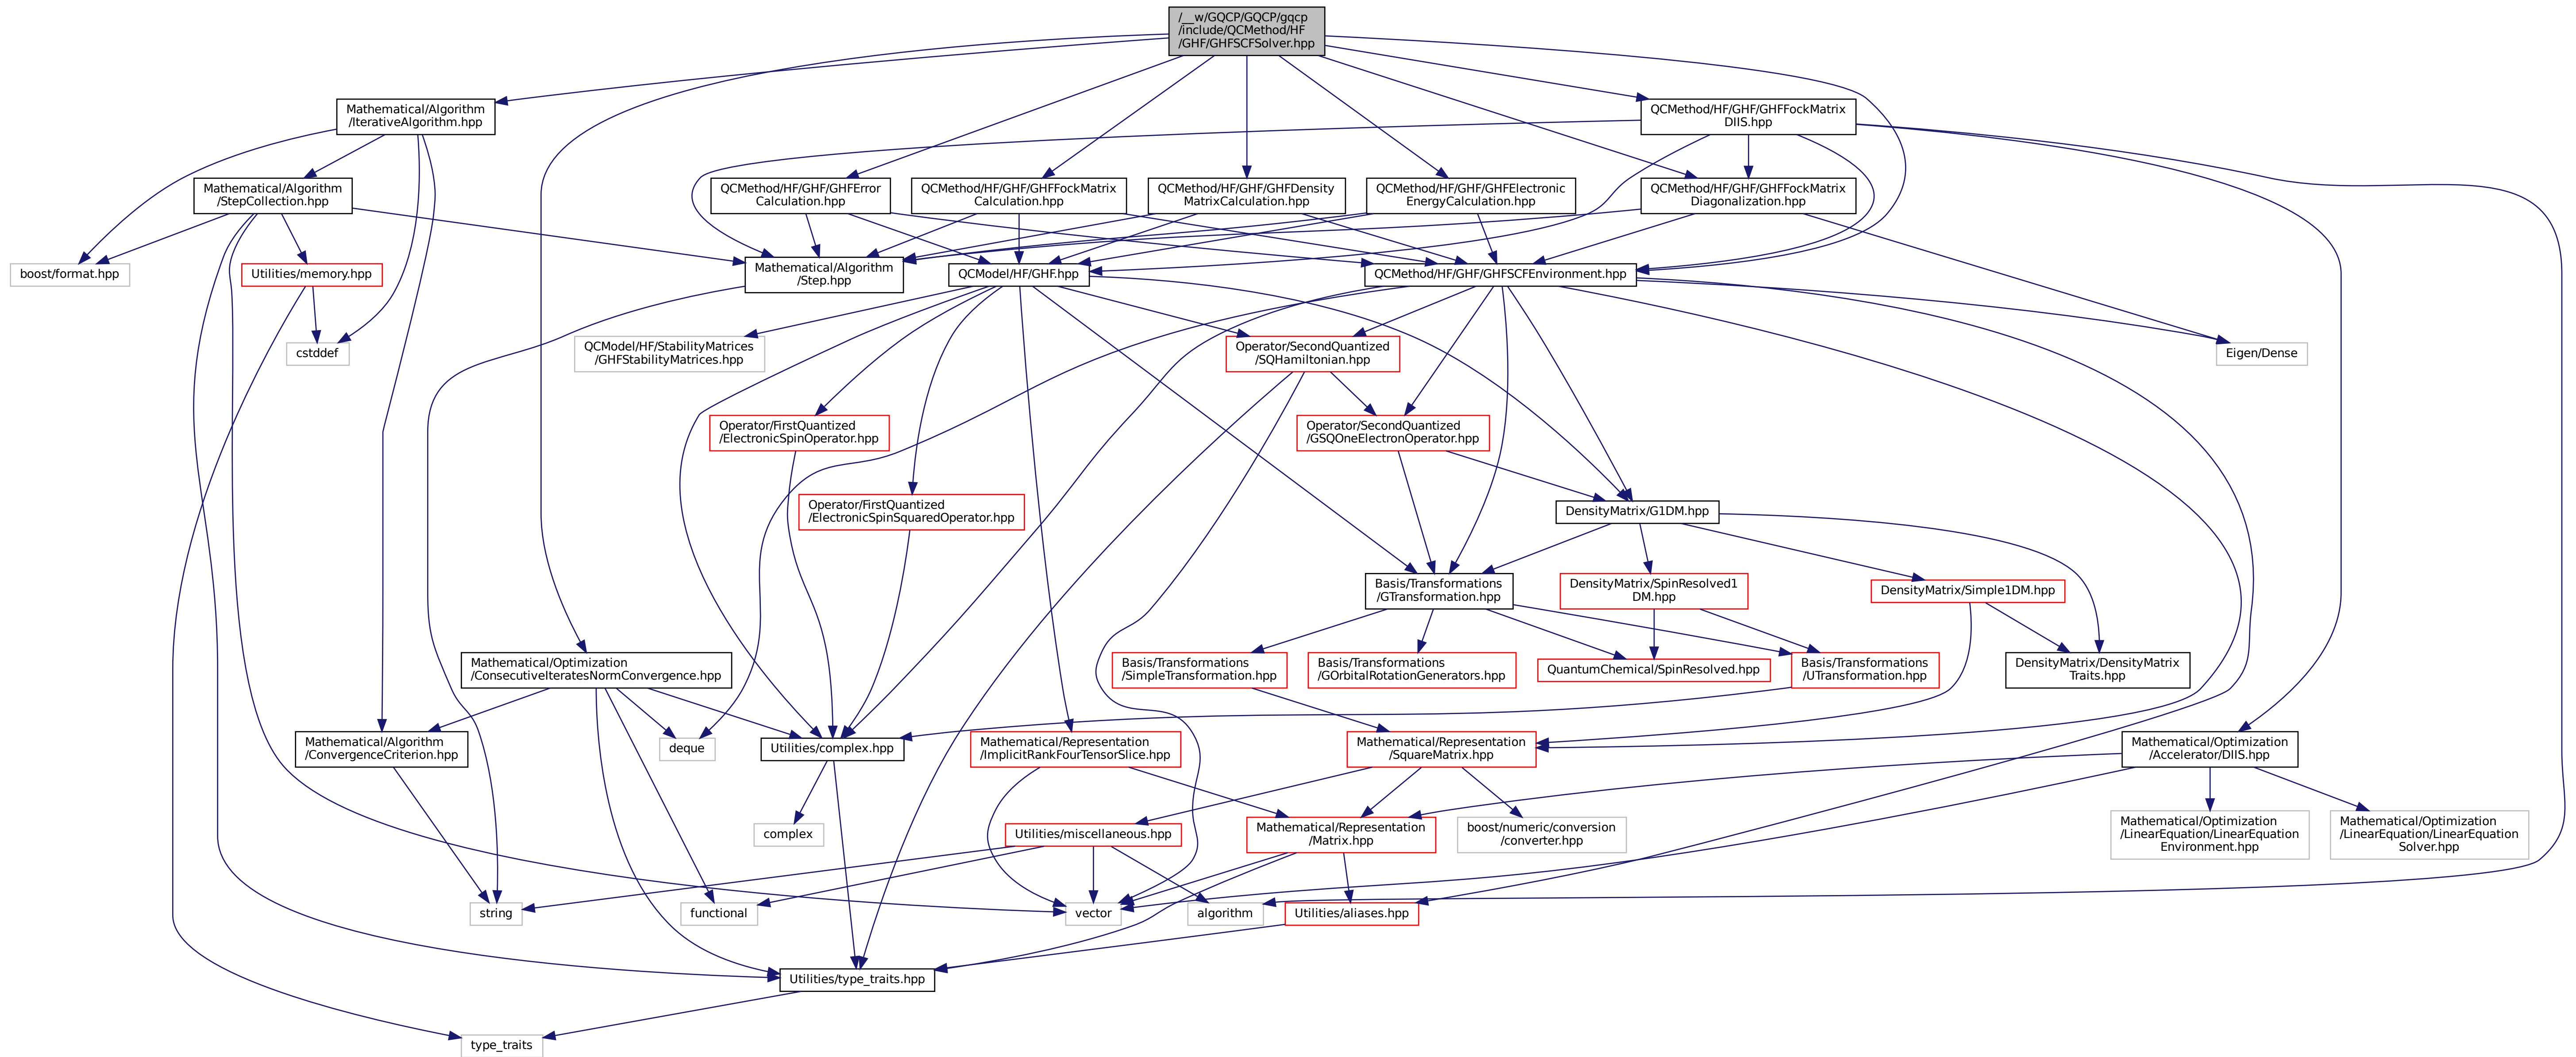 /__w/GQCP/GQCP/gqcp
/include/QCMethod/HF
/GHF/GHFSCFSolver.hpp
Mathematical/Algorithm
/IterativeAlgorithm.hpp
QCMethod/HF/GHF/GHFFockMatrix
DIIS.hpp
Mathematical/Algorithm
/StepCollection.hpp
QCMethod/HF/GHF/GHFError
Calculation.hpp
QCMethod/HF/GHF/GHFFockMatrix
Calculation.hpp
QCMethod/HF/GHF/GHFDensity
MatrixCalculation.hpp
QCMethod/HF/GHF/GHFElectronic
EnergyCalculation.hpp
QCMethod/HF/GHF/GHFFockMatrix
Diagonalization.hpp
boost/format.hpp
Utilities/memory.hpp
Mathematical/Algorithm
/Step.hpp
QCModel/HF/GHF.hpp
QCMethod/HF/GHF/GHFSCFEnvironment.hpp
cstddef
QCModel/HF/StabilityMatrices
/GHFStabilityMatrices.hpp
Operator/SecondQuantized
/SQHamiltonian.hpp
Eigen/Dense
Operator/FirstQuantized
/ElectronicSpinOperator.hpp
Operator/SecondQuantized
/GSQOneElectronOperator.hpp
Operator/FirstQuantized
/ElectronicSpinSquaredOperator.hpp
DensityMatrix/G1DM.hpp
Basis/Transformations
/GTransformation.hpp
DensityMatrix/SpinResolved1
DM.hpp
DensityMatrix/Simple1DM.hpp
Mathematical/Optimization
/ConsecutiveIteratesNormConvergence.hpp
Basis/Transformations
/SimpleTransformation.hpp
Basis/Transformations
/GOrbitalRotationGenerators.hpp
QuantumChemical/SpinResolved.hpp
Basis/Transformations
/UTransformation.hpp
DensityMatrix/DensityMatrix
Traits.hpp
Mathematical/Algorithm
/ConvergenceCriterion.hpp
deque
Utilities/complex.hpp
Mathematical/Representation
/ImplicitRankFourTensorSlice.hpp
Mathematical/Representation
/SquareMatrix.hpp
Mathematical/Optimization
/Accelerator/DIIS.hpp
complex
Utilities/miscellaneous.hpp
Mathematical/Representation
/Matrix.hpp
boost/numeric/conversion
/converter.hpp
Mathematical/Optimization
/LinearEquation/LinearEquation
Environment.hpp
Mathematical/Optimization
/LinearEquation/LinearEquation
Solver.hpp
string
functional
vector
algorithm
Utilities/aliases.hpp
Utilities/type_traits.hpp
type_traits